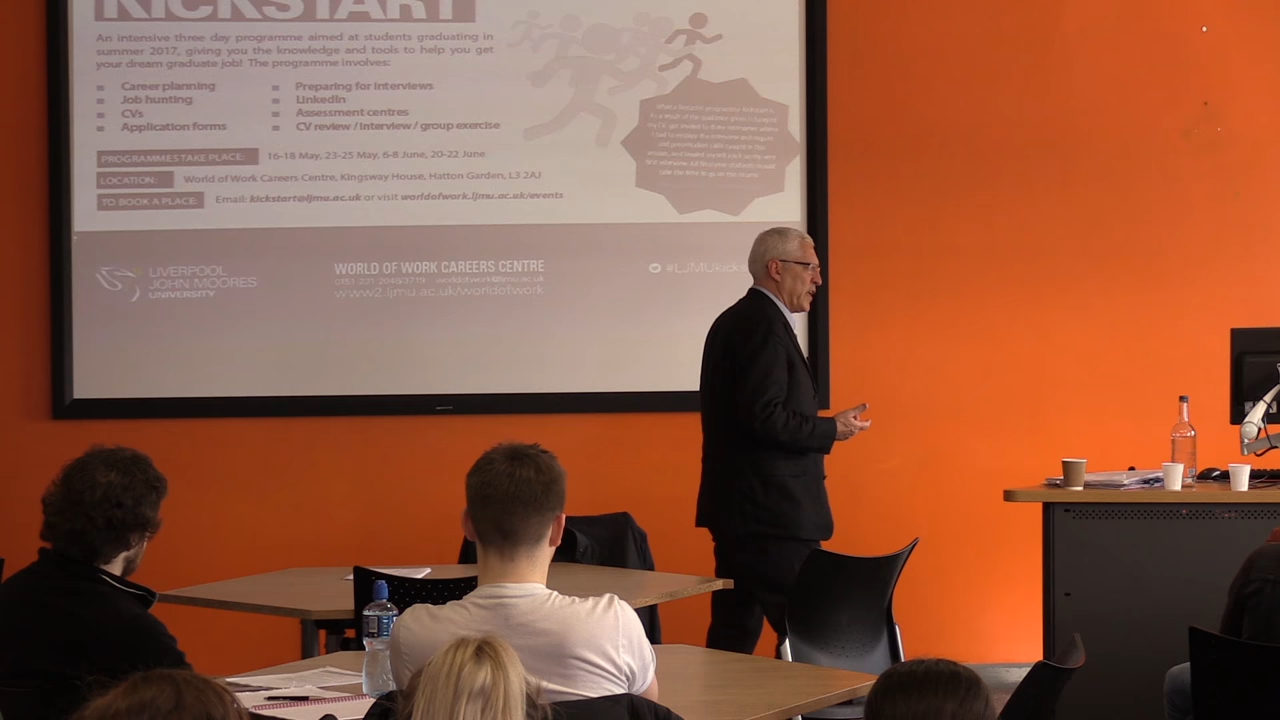 KICKSTART
An intensive three day programme aimed at students graduating in
summer 2017, giving you the knowledge and tools to help you get
your dream graduate job! The programme involves:
Career planning
Job hunting
CVs
Application forms
Preparing for interviews
LinkedIn
Assessment centres
CV review / interview / group exercise
PROGRAMMES TAKE PLACE: 16-18 May, 23-25 May, 6-8 June, 20-22 June
LOCATION: World of Work Careers Centre, Kingsway House, Hatton Garden, L3 2AJ
TO BOOK A PLACE: Email: kickstart@ljmu.ac.uk or visit worldofwork.ljmu.ac.uk/events
LIVERPOOL
JOHN MOORES
UNIVERSITY
WORLD OF WORK CAREERS CENTRE
www2.ljmu.ac.uk/worldofwork
#LJMUkicks